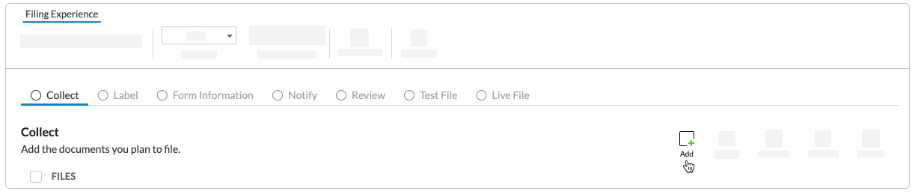 Filing Experience
Collect Label Form Information Notify Review Test File Live File
Collect
Add the documents you plan to file.
Add
FILES